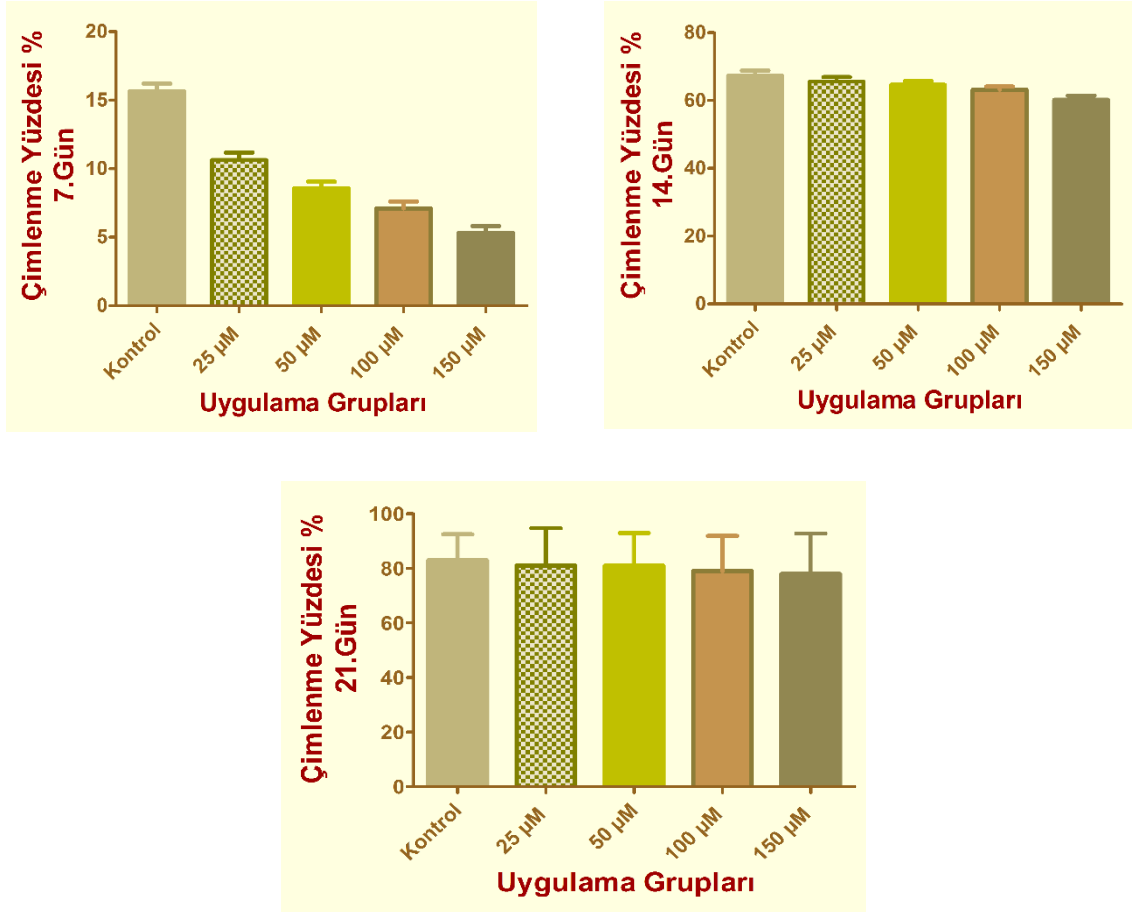 Çimlenme Yüzdesi %
7.Gün
20
15
10
5
0
Kontrol
25 µM
50 µM
100 µM
150 µM
Uygulama Grupları
Çimlenme Yüzdesi %
14.Gün
80
60
40
20
0
Kontrol
25 µM
50 µM
100 µM
150 µM
Uygulama Grupları
Çimlenme Yüzdesi %
21.Gün
100
80
60
40
20
0
Kontrol
25 µM
50 µM
100 µM
150 µM
Uygulama Grupları